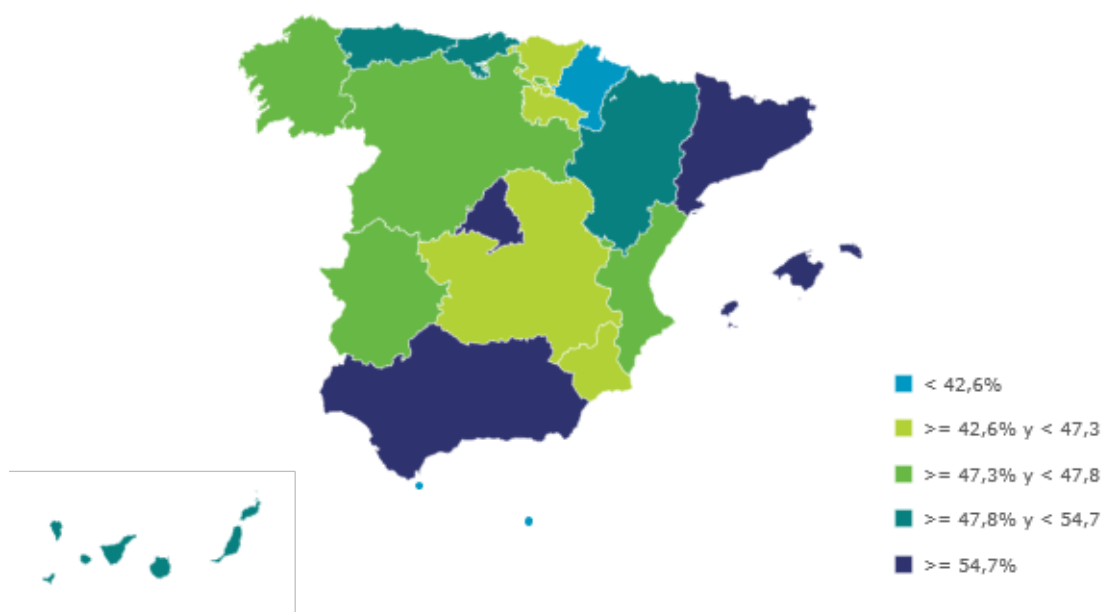 < 42,6%
>= 42,6% y < 47,3
>= 47,3% y < 47,8
>= 47,8% y < 54,7
>= 54,7%